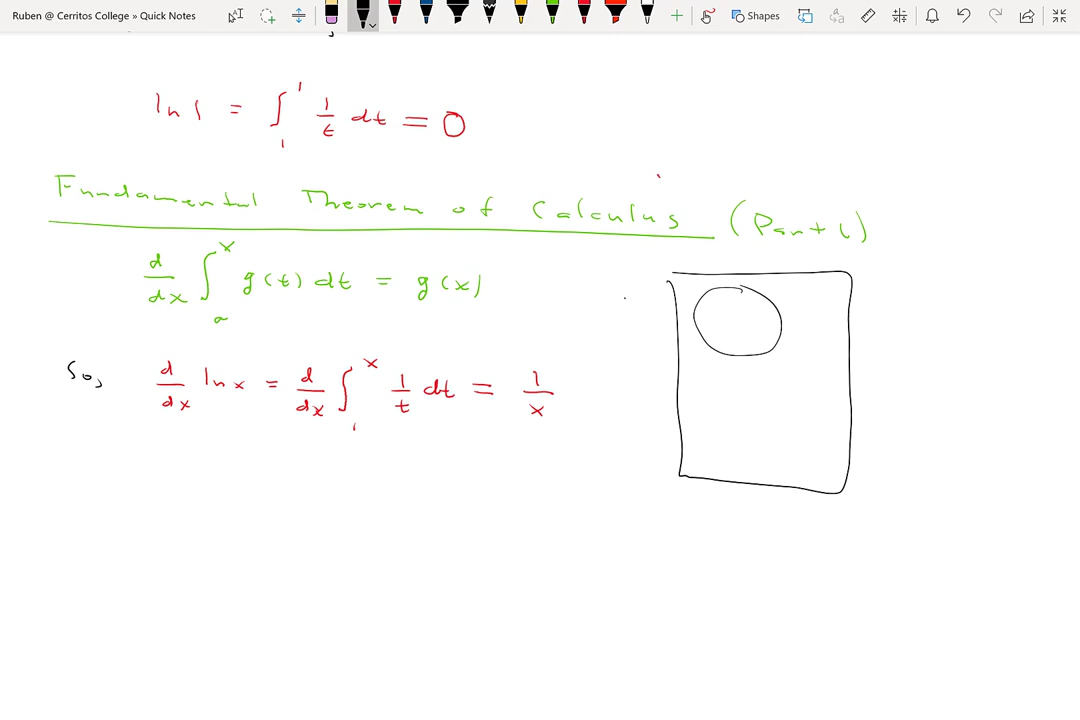 Ruben @ Cerritos College » Quick Notes
Shapes
ln 1 = ∫₁¹ 1/t dt = 0
Fundamental Theorem of Calculus (Part 1)
d/dx ∫ₐˣ g(t) dt = g(x)
So, d/dx ln x = d/dx ∫₁ˣ 1/t dt = 1/x